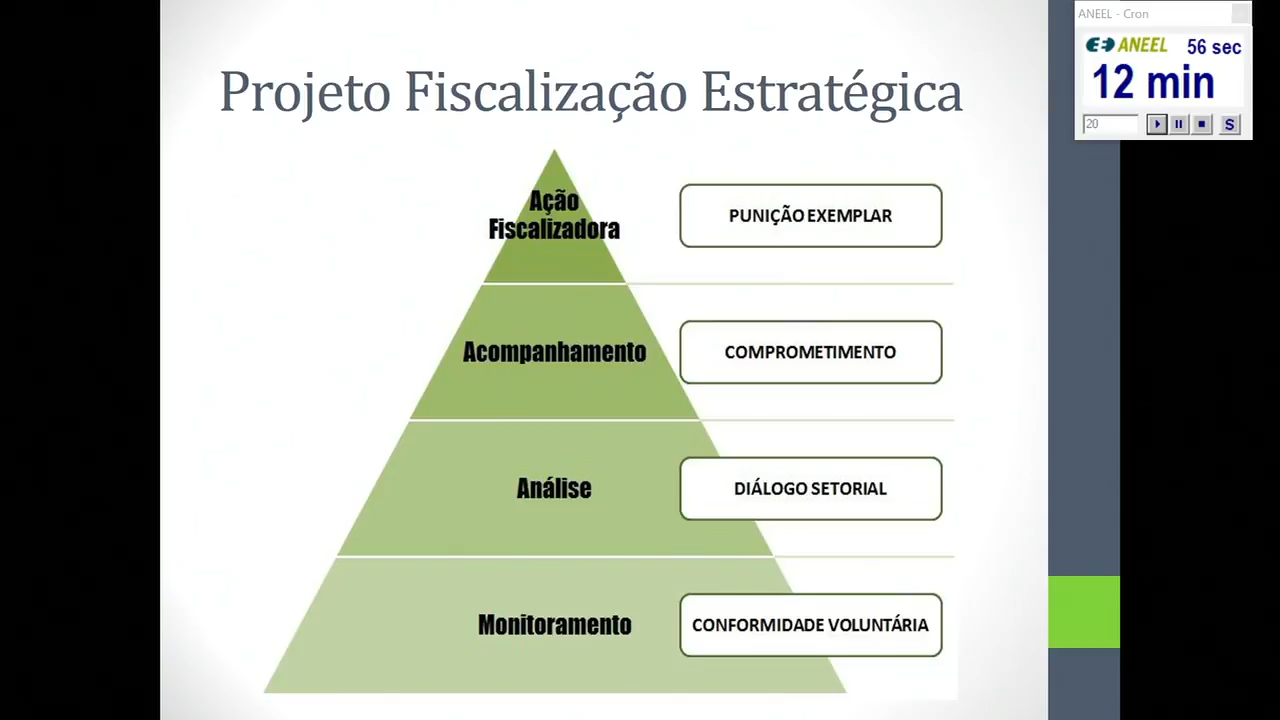 Projeto Fiscalização Estratégica
Ação
Fiscalizadora
PUNIÇÃO EXEMPLAR
Acompanhamento
COMPROMETIMENTO
Análise
DIÁLOGO SETORIAL
Monitoramento
CONFORMIDADE VOLUNTÁRIA
ANEEL - Cron
ANEEL 56 sec
12 min
20
S